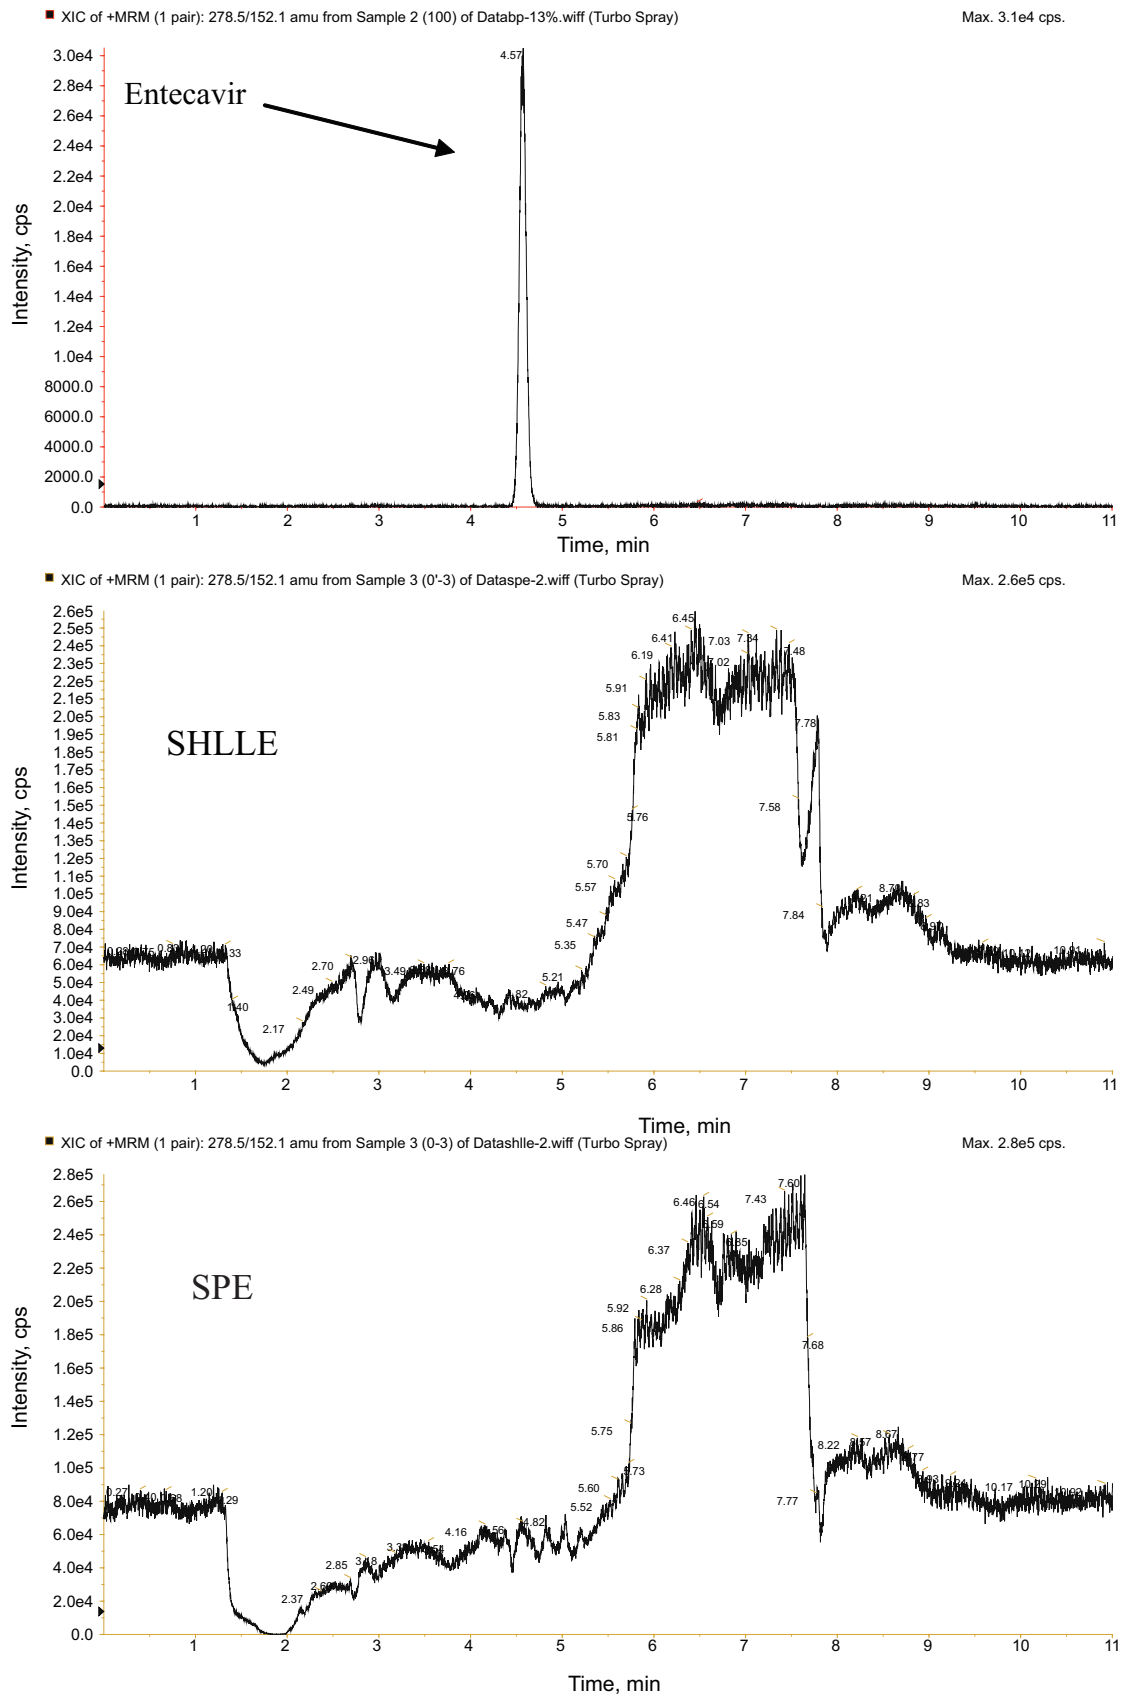 XIC of +MRM (1 pair): 278.5/152.1 amu from Sample 2 (100) of Databp-13%.wiff (Turbo Spray) Max. 3.1e4 cps.
3.0e4
2.8e4
2.6e4
2.4e4
2.2e4
2.0e4
1.8e4
1.6e4
1.4e4
1.2e4
1.0e4
8000.0
6000.0
4000.0
2000.0
0.0
Intensity, cps
Entecavir
4.57
1 2 3 4 5 6 7 8 9 10 11
Time, min
XIC of +MRM (1 pair): 278.5/152.1 amu from Sample 3 (0'-3) of Dataspe-2.wiff (Turbo Spray) Max. 2.6e5 cps.
2.6e5
2.5e5
2.4e5
2.3e5
2.2e5
2.1e5
2.0e5
1.9e5
1.8e5
1.7e5
1.6e5
1.5e5
1.4e5
1.3e5
1.2e5
1.1e5
1.0e5
9.0e4
8.0e4
7.0e4
6.0e4
5.0e4
4.0e4
3.0e4
2.0e4
1.0e4
0.0
Intensity, cps
SHLLE
1.40
2.17
2.49
2.70
2.96
3.49
5.21
5.35
5.47
5.57
5.70
5.76
5.81
5.83
5.91
6.19
6.41
6.45
7.03
7.02
7.34
7.48
7.58
7.78
7.84
1 2 3 4 5 6 7 8 9 10 11
Time, min
XIC of +MRM (1 pair): 278.5/152.1 amu from Sample 3 (0-3) of Datashlle-2.wiff (Turbo Spray) Max. 2.8e5 cps.
2.8e5
2.6e5
2.4e5
2.2e5
2.0e5
1.8e5
1.6e5
1.4e5
1.2e5
1.0e5
8.0e4
6.0e4
4.0e4
2.0e4
0.0
Intensity, cps
SPE
0.27
1.20
2.37
2.85
3.18
4.16
4.82
5.52
5.60
5.73
5.75
5.86
5.92
6.28
6.37
6.46
6.54
7.43
7.60
7.68
7.77
8.22
8.57
8.67
10.17
1 2 3 4 5 6 7 8 9 10 11
Time, min